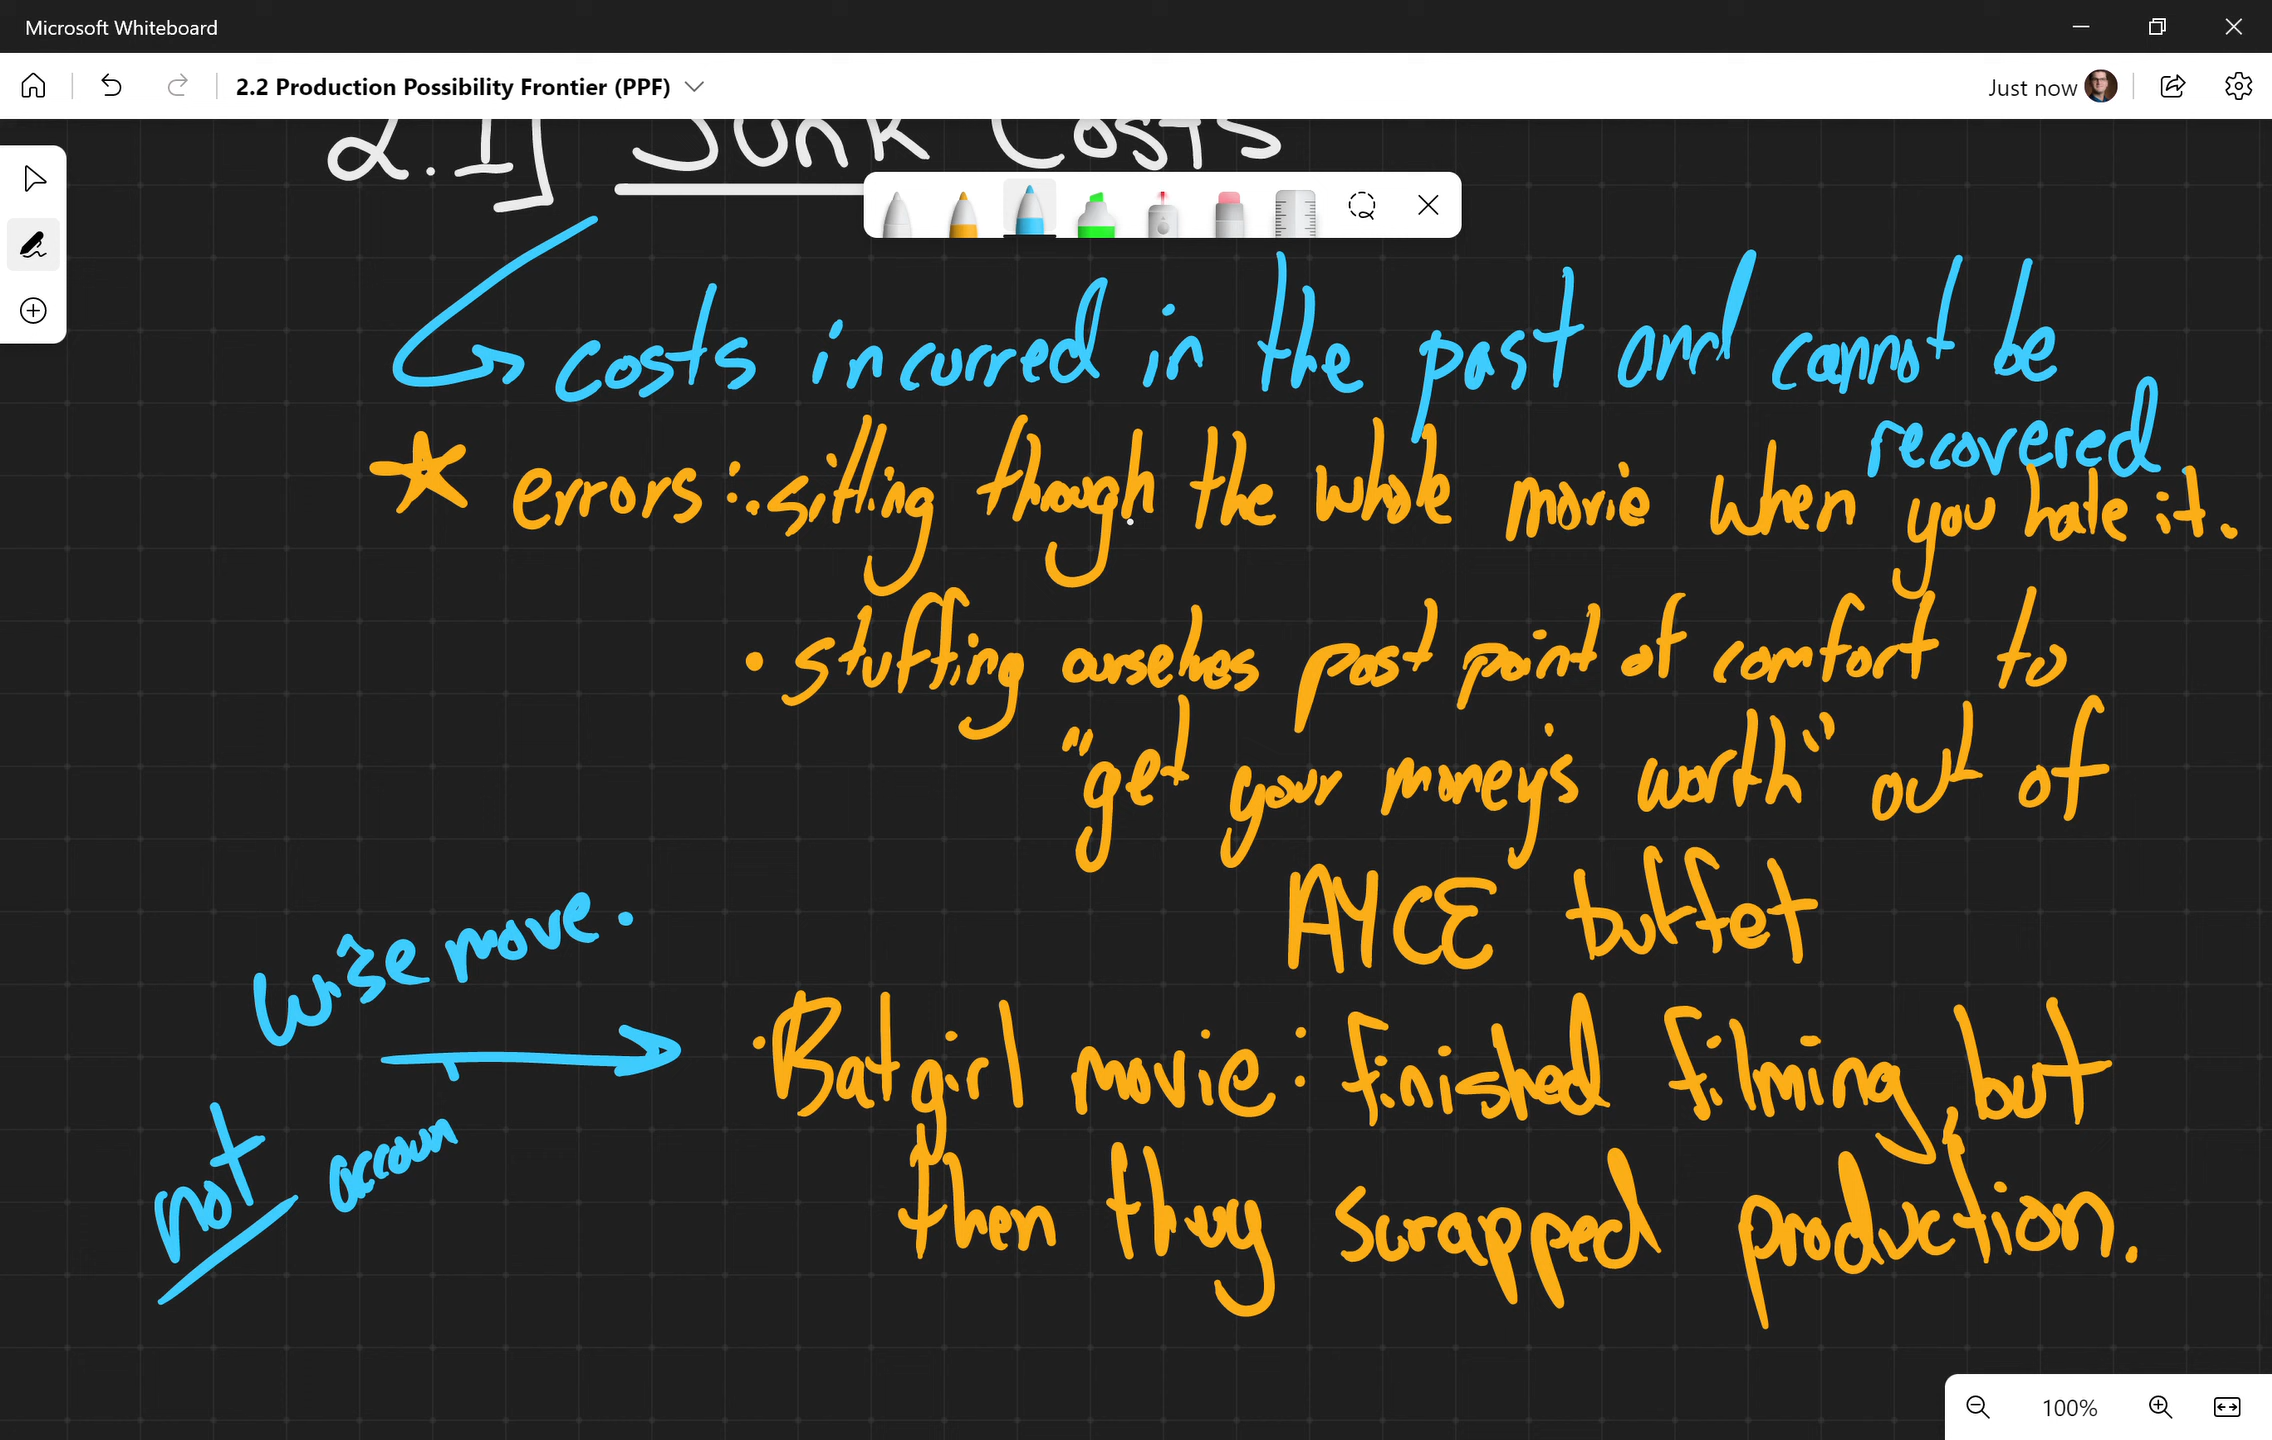 Microsoft Whiteboard
2.2 Production Possibility Frontier (PPF)
Just now
2.1] Sunk Costs
costs incurred in the past and cannot be
recovered
* errors: • sitting though the whole movie when you hate it.
• stuffing ourselves past point of comfort to
"get your money's worth" out of
AYCE buffet
wise move.
• Batgirl movie: finished filming, but
then they scrapped production.
not accoun
100%